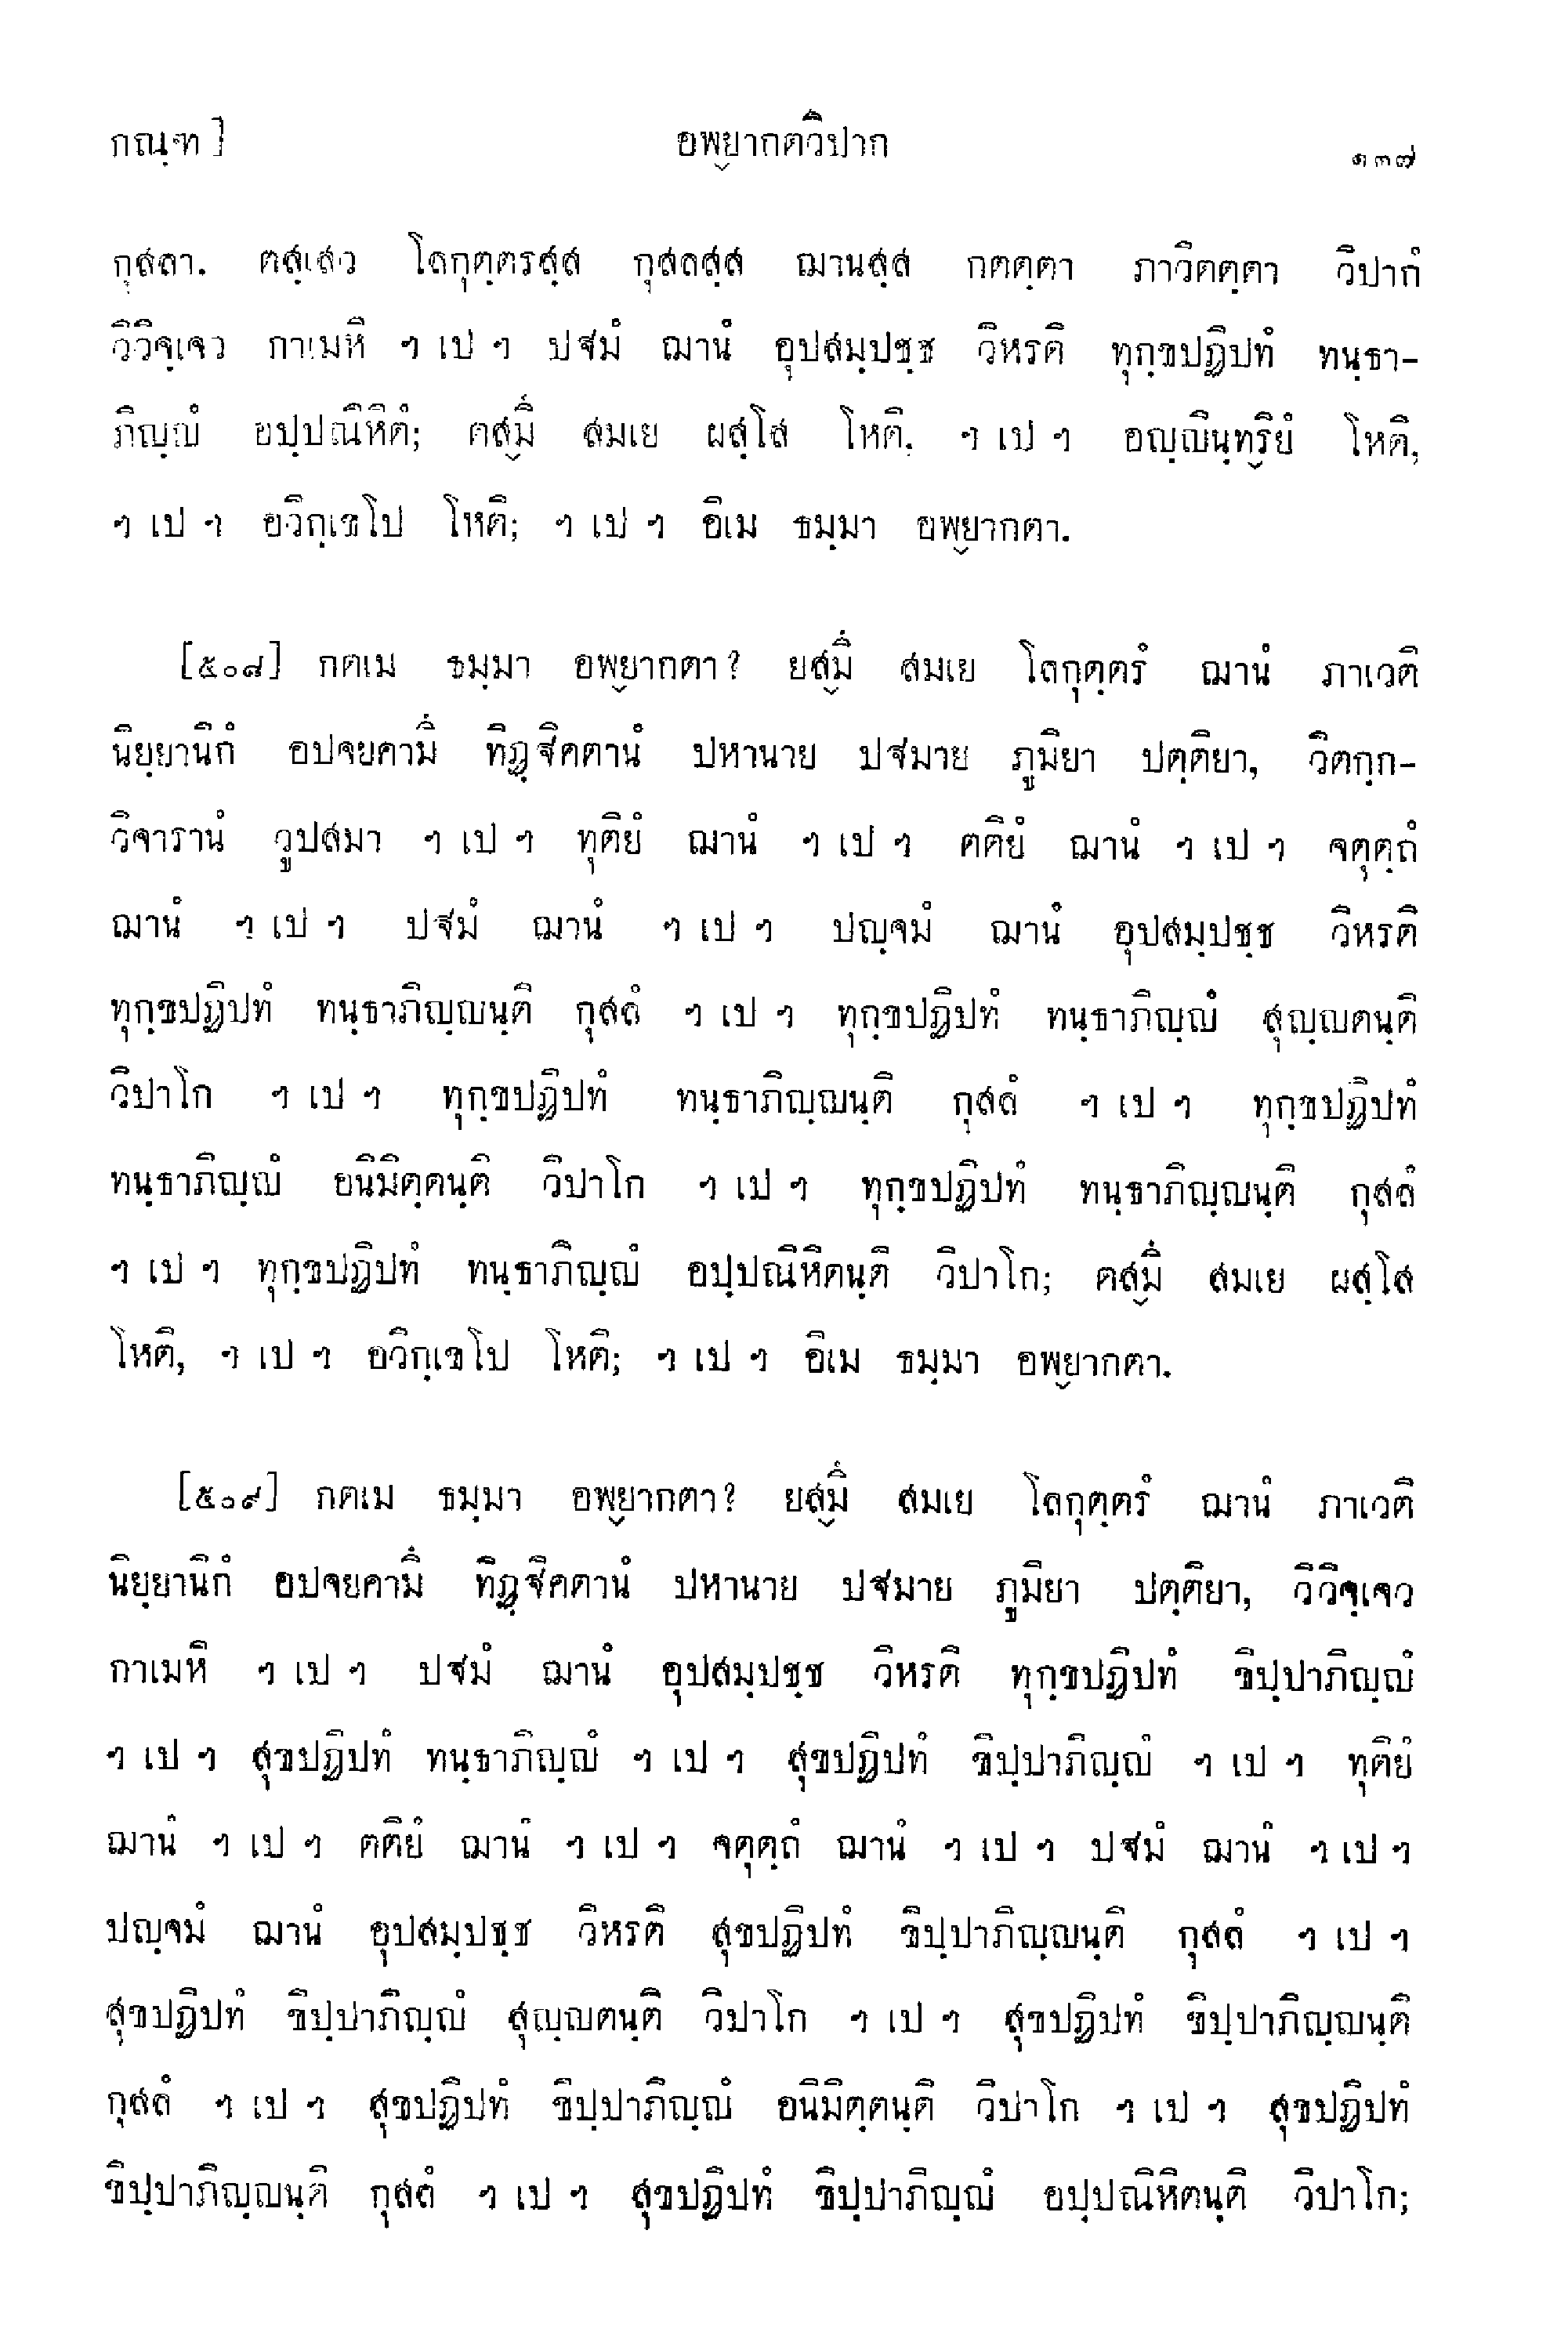 กณฺฑ] อพฺยากตวิปาก ๑๓๗
กุสลา. ตสฺเสว โลกุตฺตรสฺส กุสลสฺส ฌานสฺส กตตฺตา ภาวิตตฺตา วิปากํ
วิวิจฺเจว กาเมหิ ฯ เป ฯ ปฐมํ ฌานํ อุปสมฺปชฺช วิหรติ ทุกฺขปฏิปทํ ทนฺธา-
ภิญฺญํ อปฺปณิหิตํ; ตสฺมิํ สมเย ผสฺโส โหติ, ฯ เป ฯ อญฺญินฺทฺริยํ โหติ,
ฯ เป ฯ อวิกฺเขโป โหติ; ฯ เป ฯ อิเม ธมฺมา อพฺยากตา.
[๕๐๘] กตเม ธมฺมา อพฺยากตา? ยสฺมิํ สมเย โลกุตฺตรํ ฌานํ ภาเวติ
นิยฺยานิกํ อปจยคามิํ ทิฏฺฐิคตานํ ปหานาย ปฐมาย ภูมิยา ปตฺติยา, วิตกฺก-
วิจารานํ วูปสมา ฯ เป ฯ ทุติยํ ฌานํ ฯ เป ฯ ตติยํ ฌานํ ฯ เป ฯ จตุตฺถํ
ฌานํ ฯ เป ฯ ปฐมํ ฌานํ ฯ เป ฯ ปญฺจมํ ฌานํ อุปสมฺปชฺช วิหรติ
ทุกฺขปฏิปทํ ทนฺธาภิญฺญนฺติ กุสลํ ฯ เป ฯ ทุกฺขปฏิปทํ ทนฺธาภิญฺญํ สุญฺญตนฺติ
วิปาโก ฯ เป ฯ ทุกฺขปฏิปทํ ทนฺธาภิญฺญนฺติ กุสลํ ฯ เป ฯ ทุกฺขปฏิปทํ
ทนฺธาภิญฺญํ อนิมิตฺตนฺติ วิปาโก ฯ เป ฯ ทุกฺขปฏิปทํ ทนฺธาภิญฺญนฺติ กุสลํ
ฯ เป ฯ ทุกฺขปฏิปทํ ทนฺธาภิญฺญํ อปฺปณิหิตนฺติ วิปาโก; ตสฺมิํ สมเย ผสฺโส
โหติ, ฯ เป ฯ อวิกฺเขโป โหติ; ฯ เป ฯ อิเม ธมฺมา อพฺยากตา.
[๕๐๙] กตเม ธมฺมา อพฺยากตา? ยสฺมิํ สมเย โลกุตฺตรํ ฌานํ ภาเวติ
นิยฺยานิกํ อปจยคามิํ ทิฏฺฐิคตานํ ปหานาย ปฐมาย ภูมิยา ปตฺติยา, วิวิจฺเจว
กาเมหิ ฯ เป ฯ ปฐมํ ฌานํ อุปสมฺปชฺช วิหรติ ทุกฺขปฏิปทํ ขิปฺปาภิญฺญํ
ฯ เป ฯ สุขปฏิปทํ ทนฺธาภิญฺญํ ฯ เป ฯ สุขปฏิปทํ ขิปฺปาภิญฺญํ ฯ เป ฯ ทุติยํ
ฌานํ ฯ เป ฯ ตติยํ ฌานํ ฯ เป ฯ จตุตฺถํ ฌานํ ฯ เป ฯ ปฐมํ ฌานํ ฯ เป ฯ
ปญฺจมํ ฌานํ อุปสมฺปชฺช วิหรติ สุขปฏิปทํ ขิปฺปาภิญฺญนฺติ กุสลํ ฯ เป ฯ
สุขปฏิปทํ ขิปฺปาภิญฺญํ สุญฺญตนฺติ วิปาโก ฯ เป ฯ สุขปฏิปทํ ขิปฺปาภิญฺญนฺติ
กุสลํ ฯ เป ฯ สุขปฏิปทํ ขิปฺปาภิญฺญํ อนิมิตฺตนฺติ วิปาโก ฯ เป ฯ สุขปฏิปทํ
ขิปฺปาภิญฺญนฺติ กุสลํ ฯ เป ฯ สุขปฏิปทํ ขิปฺปาภิญฺญํ อปฺปณิหิตนฺติ วิปาโก;